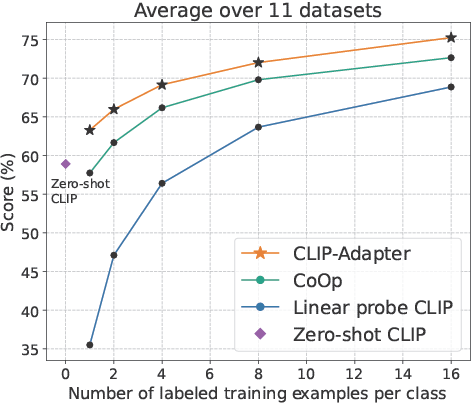 Average over 11 datasets
75
70
65
60
55
50
45
40
35
Score (%)
Zero-shot
CLIP
CLIP-Adapter
CoOp
Linear probe CLIP
Zero-shot CLIP
0 2 4 6 8 10 12 14 16
Number of labeled training examples per class